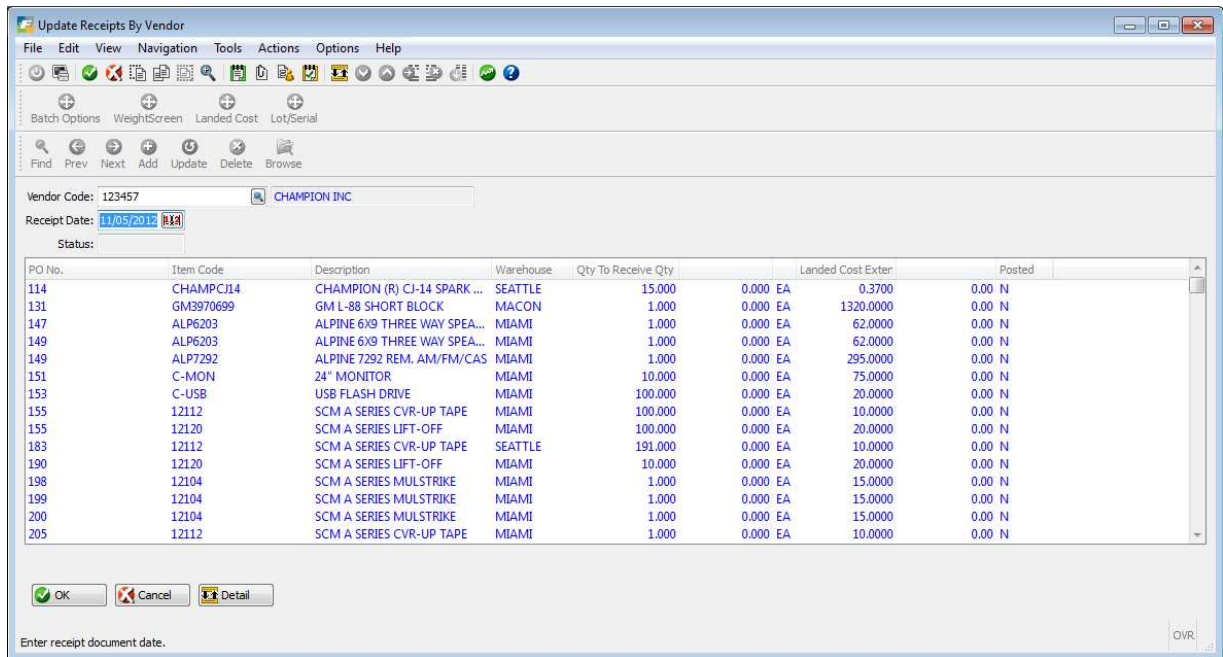 Update Receipts By Vendor
File Edit View Navigation Tools Actions Options Help
Batch Options WeightScreen Landed Cost Lot/Serial
Find Prev Next Add Update Delete Browse
Vendor Code: 123457 CHAMPION INC
Receipt Date: 11/05/2012
Status:
PO No. Item Code Description Warehouse Qty To Receive Qty Landed Cost Exter Posted
114 CHAMPCJ14 CHAMPION (R) CJ-14 SPARK ... SEATTLE 15.000 0.000 EA 0.3700 0.00 N
131 GM3970699 GM L-88 SHORT BLOCK MACON 1.000 0.000 EA 1320.0000 0.00 N
147 ALP6203 ALPINE 6X9 THREE WAY SPEA... MIAMI 1.000 0.000 EA 62.0000 0.00 N
149 ALP6203 ALPINE 6X9 THREE WAY SPEA... MIAMI 1.000 0.000 EA 62.0000 0.00 N
149 ALP7292 ALPINE 7292 REM. AM/FM/CAS MIAMI 1.000 0.000 EA 295.0000 0.00 N
151 C-MON 24" MONITOR MIAMI 10.000 0.000 EA 75.0000 0.00 N
153 C-USB USB FLASH DRIVE MIAMI 100.000 0.000 EA 20.0000 0.00 N
155 12112 SCM A SERIES CVR-UP TAPE MIAMI 100.000 0.000 EA 10.0000 0.00 N
155 12120 SCM A SERIES LIFT-OFF MIAMI 100.000 0.000 EA 20.0000 0.00 N
183 12112 SCM A SERIES CVR-UP TAPE SEATTLE 191.000 0.000 EA 10.0000 0.00 N
190 12120 SCM A SERIES LIFT-OFF MIAMI 10.000 0.000 EA 20.0000 0.00 N
198 12104 SCM A SERIES MULSTRIKE MIAMI 1.000 0.000 EA 15.0000 0.00 N
199 12104 SCM A SERIES MULSTRIKE MIAMI 1.000 0.000 EA 15.0000 0.00 N
200 12104 SCM A SERIES MULSTRIKE MIAMI 1.000 0.000 EA 15.0000 0.00 N
205 12112 SCM A SERIES CVR-UP TAPE MIAMI 1.000 0.000 EA 10.0000 0.00 N
OK Cancel Detail
Enter receipt document date. OVR